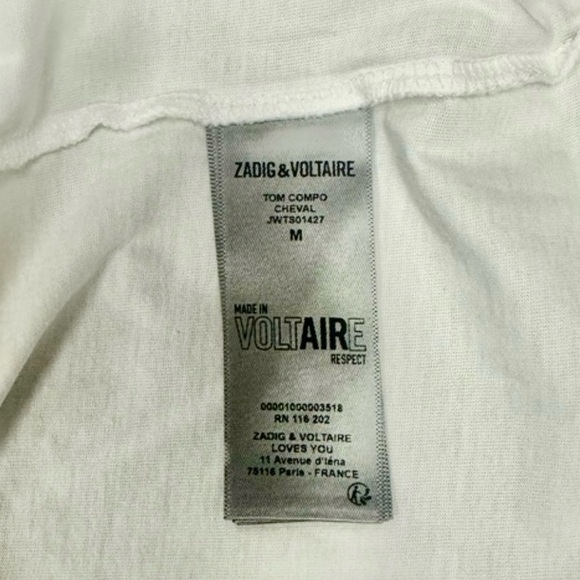 ZADIG&VOLTAIRE
TOM COMPO
CHEVAL
JWTS01427
M
MADE IN
VOLTAIRE
RESPECT
00001000003518
RN 116 202
ZADIG & VOLTAIRE
LOVES YOU
11 Avenue d'Iéna
75116 Paris - FRANCE